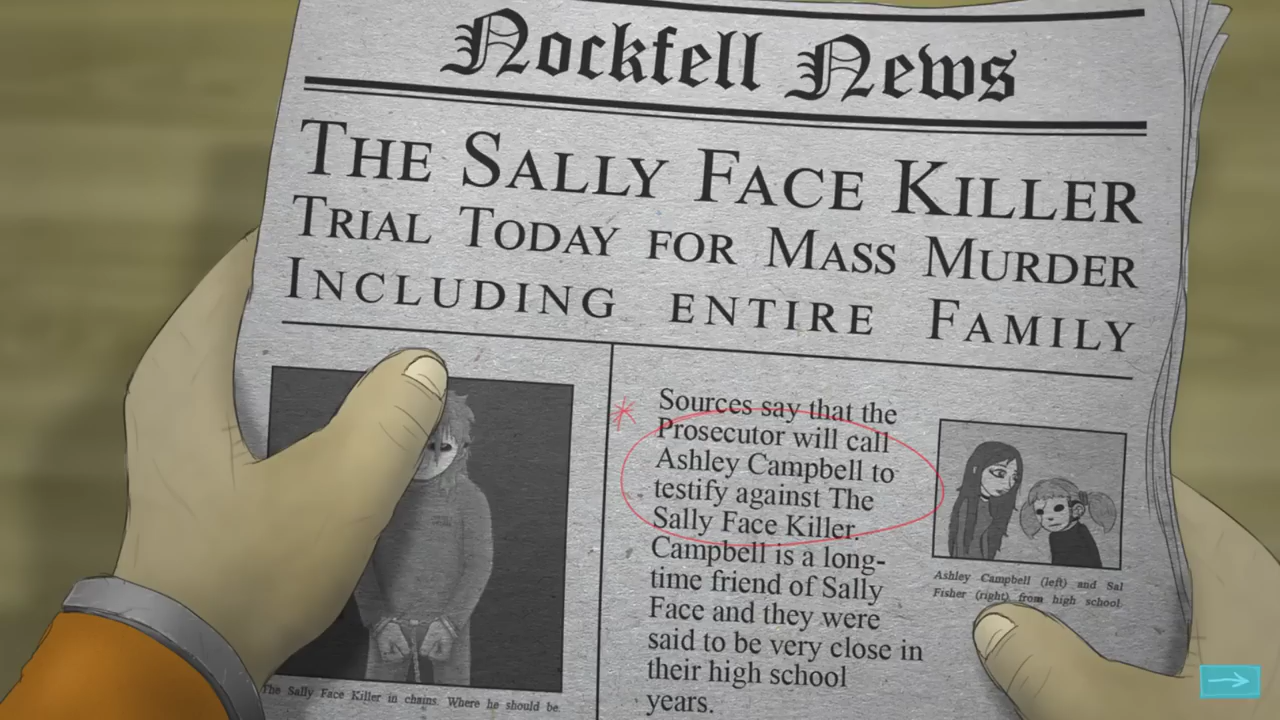 Nockfell News
The Sally Face Killer
Trial Today for Mass Murder
Including entire Family
The Sally Face Killer in chains. Where he should be.
Sources say that the
Prosecutor will call
Ashley Campbell to
testify against The
Sally Face Killer.
Campbell is a long-
time friend of Sally
Face and they were
said to be very close in
their high school
years.
Ashley Campbell (left) and Sal
Fisher (right) from high school.